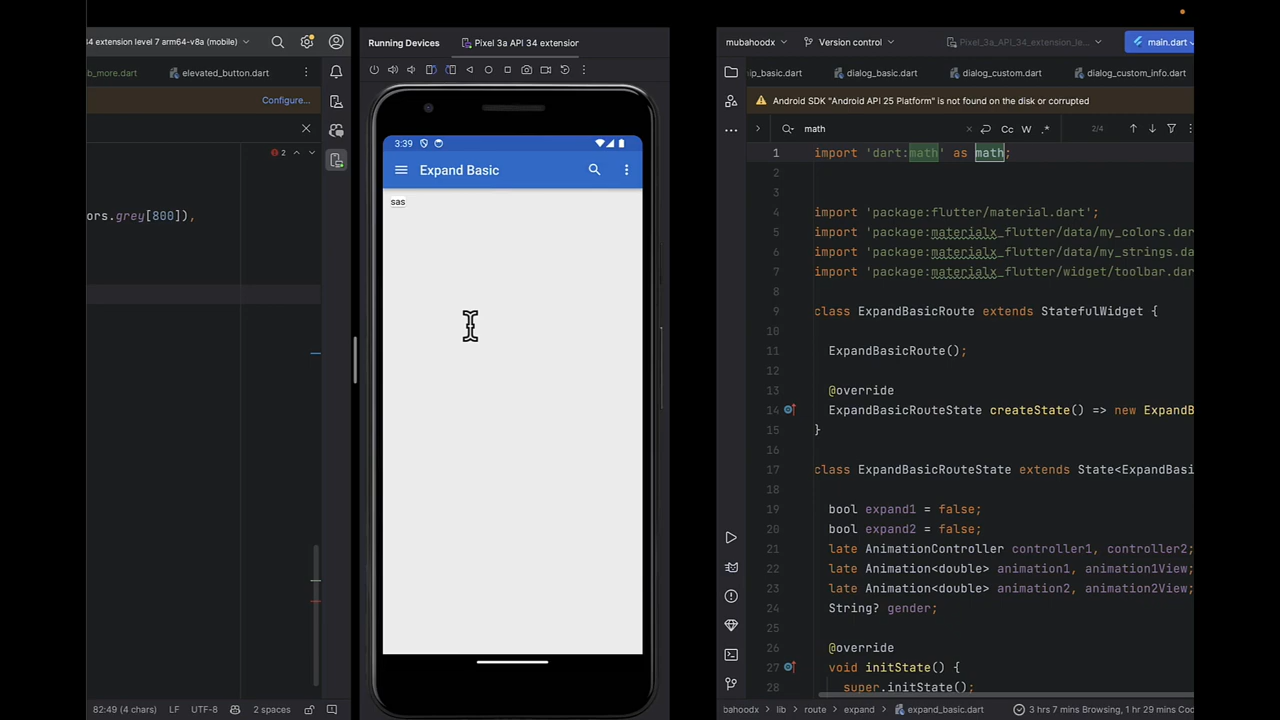 34 extension level 7 arm64-v8a (mobile)
b_more.dart
elevated_button.dart
Configure...
2
ors.grey[800]),
82:49 (4 chars)
LF
UTF-8
2 spaces
Running Devices
Pixel 3a API 34 extension
3:39
Expand Basic
sas
mubahoodx
Version control
Pixel_3a_API_34_extension_le...
main.dart
ip_basic.dart
dialog_basic.dart
dialog_custom.dart
dialog_custom_info.dart
Android SDK "Android API 25 Platform" is not found on the disk or corrupted
math
Cc W .*
2/4
1 import 'dart:math' as math;
2
3
4 import 'package:flutter/material.dart';
5 import 'package:materialx_flutter/data/my_colors.dar
6 import 'package:materialx_flutter/data/my_strings.da
7 import 'package:materialx_flutter/widget/toolbar.dar
8
9 class ExpandBasicRoute extends StatefulWidget {
10
11 ExpandBasicRoute();
12
13 @override
14 ExpandBasicRouteState createState() => new ExpandB
15 }
16
17 class ExpandBasicRouteState extends State<ExpandBasi
18
19 bool expand1 = false;
20 bool expand2 = false;
21 late AnimationController controller1, controller2;
22 late Animation<double> animation1, animation1View;
23 late Animation<double> animation2, animation2View;
24 String? gender;
25
26 @override
27 void initState() {
28 super.initState();
mubahoodx > lib > route > expand > expand_basic.dart
3 hrs 7 mins Browsing, 1 hr 29 mins Cod